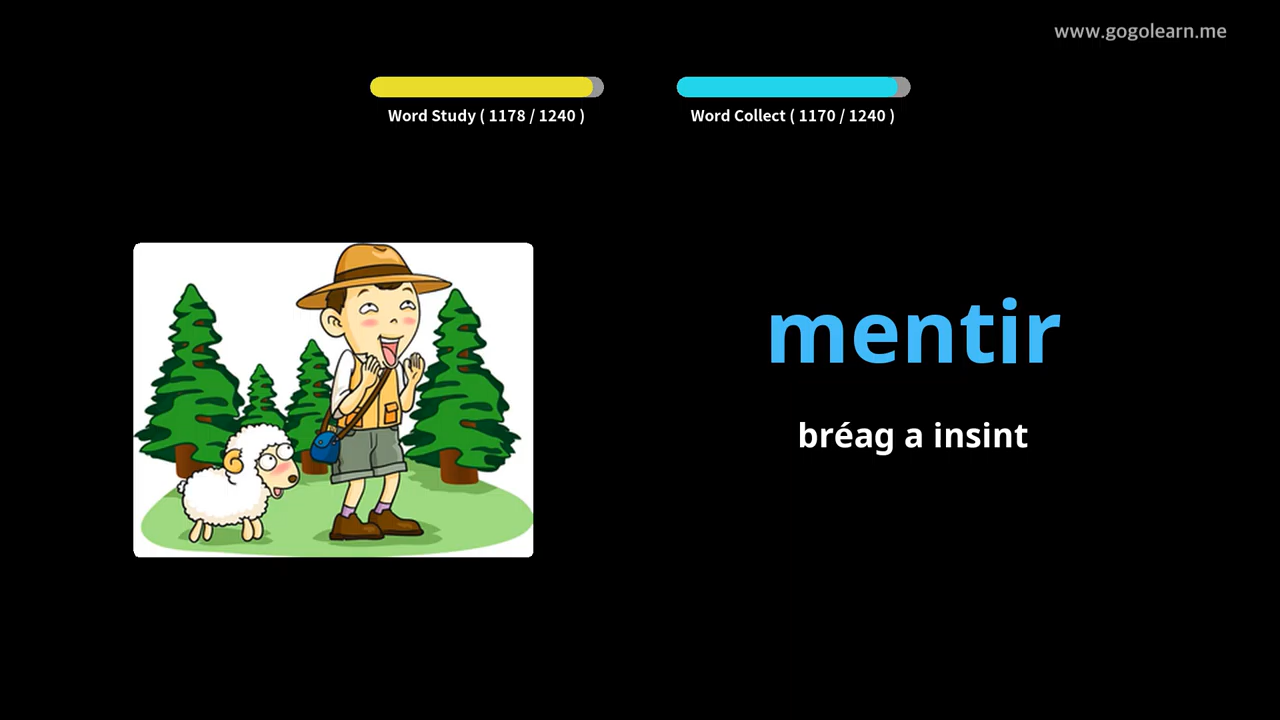 www.gogolearn.me
Word Study ( 1178 / 1240 )
Word Collect ( 1170 / 1240 )
mentir
bréag a insint